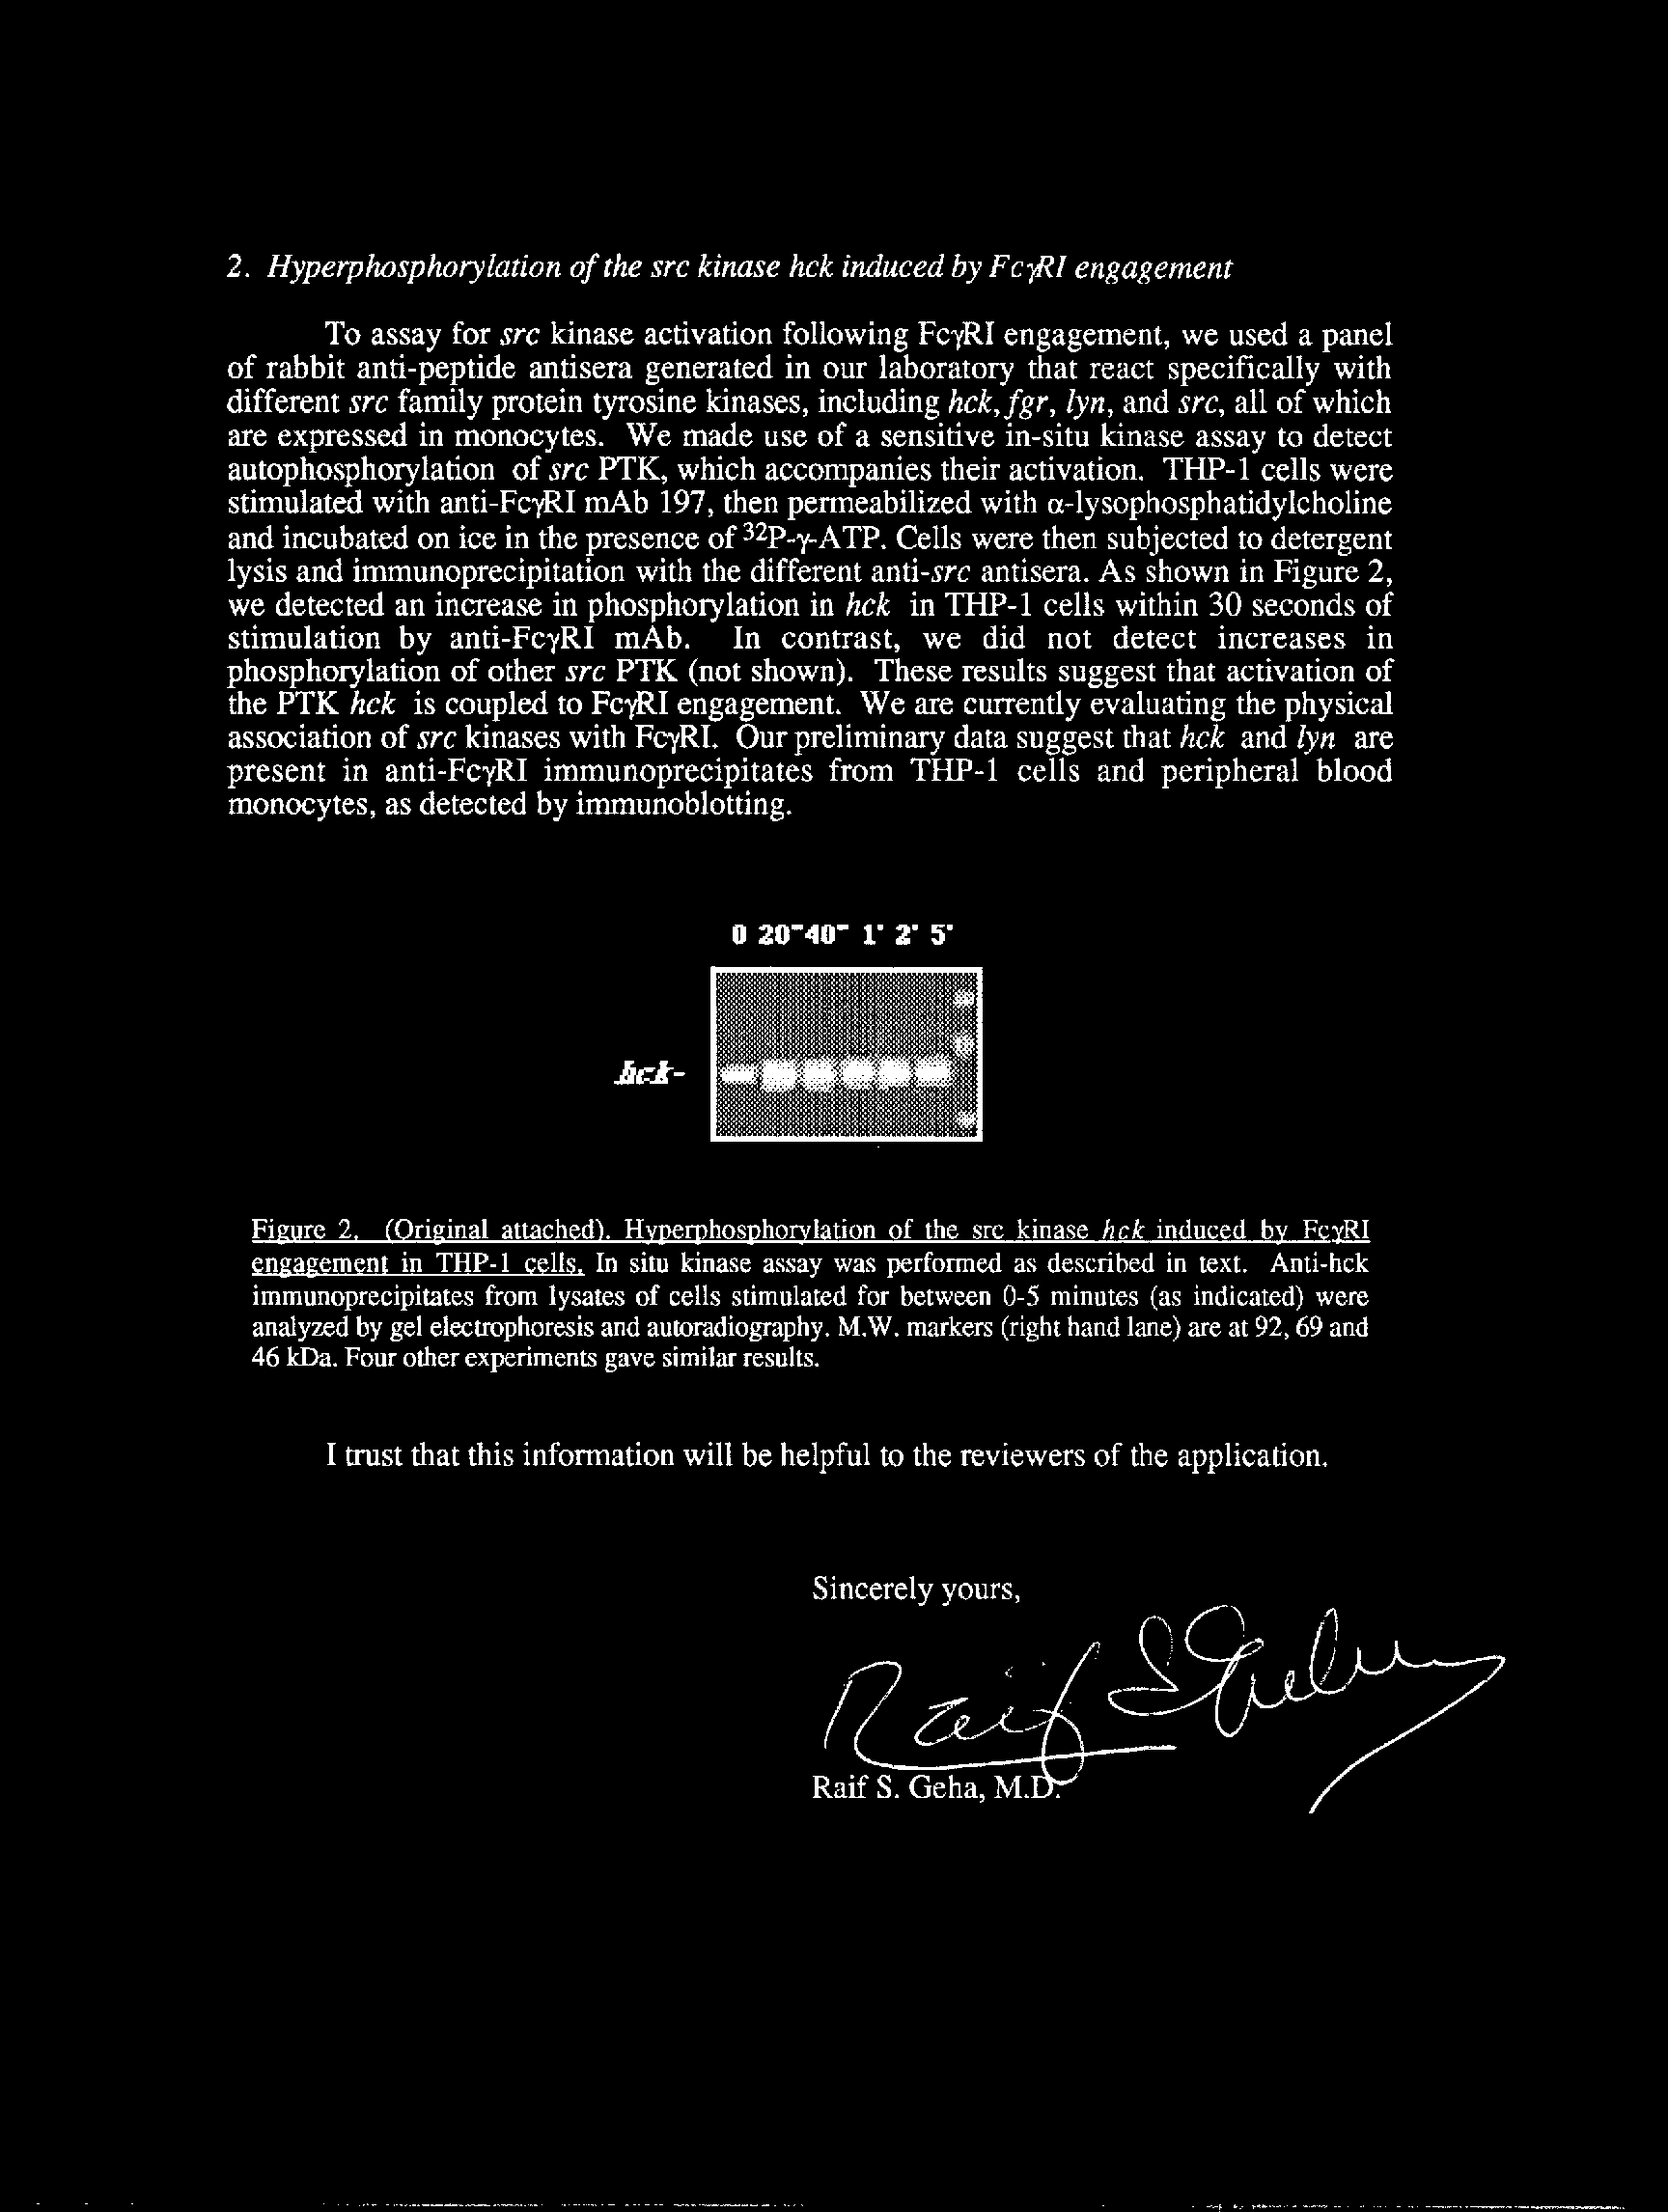 2. Hyperphosphorylation of the src kinase hck induced by FcγRI engagement
To assay for src kinase activation following FcγRI engagement, we used a panel
of rabbit anti-peptide antisera generated in our laboratory that react specifically with
different src family protein tyrosine kinases, including hck, fgr, lyn, and src, all of which
are expressed in monocytes. We made use of a sensitive in-situ kinase assay to detect
autophosphorylation of src PTK, which accompanies their activation. THP-1 cells were
stimulated with anti-FcγRI mAb 197, then permeabilized with α-lysophosphatidylcholine
and incubated on ice in the presence of ³²P-γ-ATP. Cells were then subjected to detergent
lysis and immunoprecipitation with the different anti-src antisera. As shown in Figure 2,
we detected an increase in phosphorylation in hck in THP-1 cells within 30 seconds of
stimulation by anti-FcγRI mAb. In contrast, we did not detect increases in
phosphorylation of other src PTK (not shown). These results suggest that activation of
the PTK hck is coupled to FcγRI engagement. We are currently evaluating the physical
association of src kinases with FcγRI. Our preliminary data suggest that hck and lyn are
present in anti-FcγRI immunoprecipitates from THP-1 cells and peripheral blood
monocytes, as detected by immunoblotting.
0 20" 40" 1' 2' 5'
hck-
Figure 2. (Original attached). Hyperphosphorylation of the src kinase hck induced by FcγRI
engagement in THP-1 cells. In situ kinase assay was performed as described in text. Anti-hck
immunoprecipitates from lysates of cells stimulated for between 0-5 minutes (as indicated) were
analyzed by gel electrophoresis and autoradiography. M.W. markers (right hand lane) are at 92, 69 and
46 kDa. Four other experiments gave similar results.
I trust that this information will be helpful to the reviewers of the application.
Sincerely yours,
Raif S Geha
Raif S. Geha, M.D.